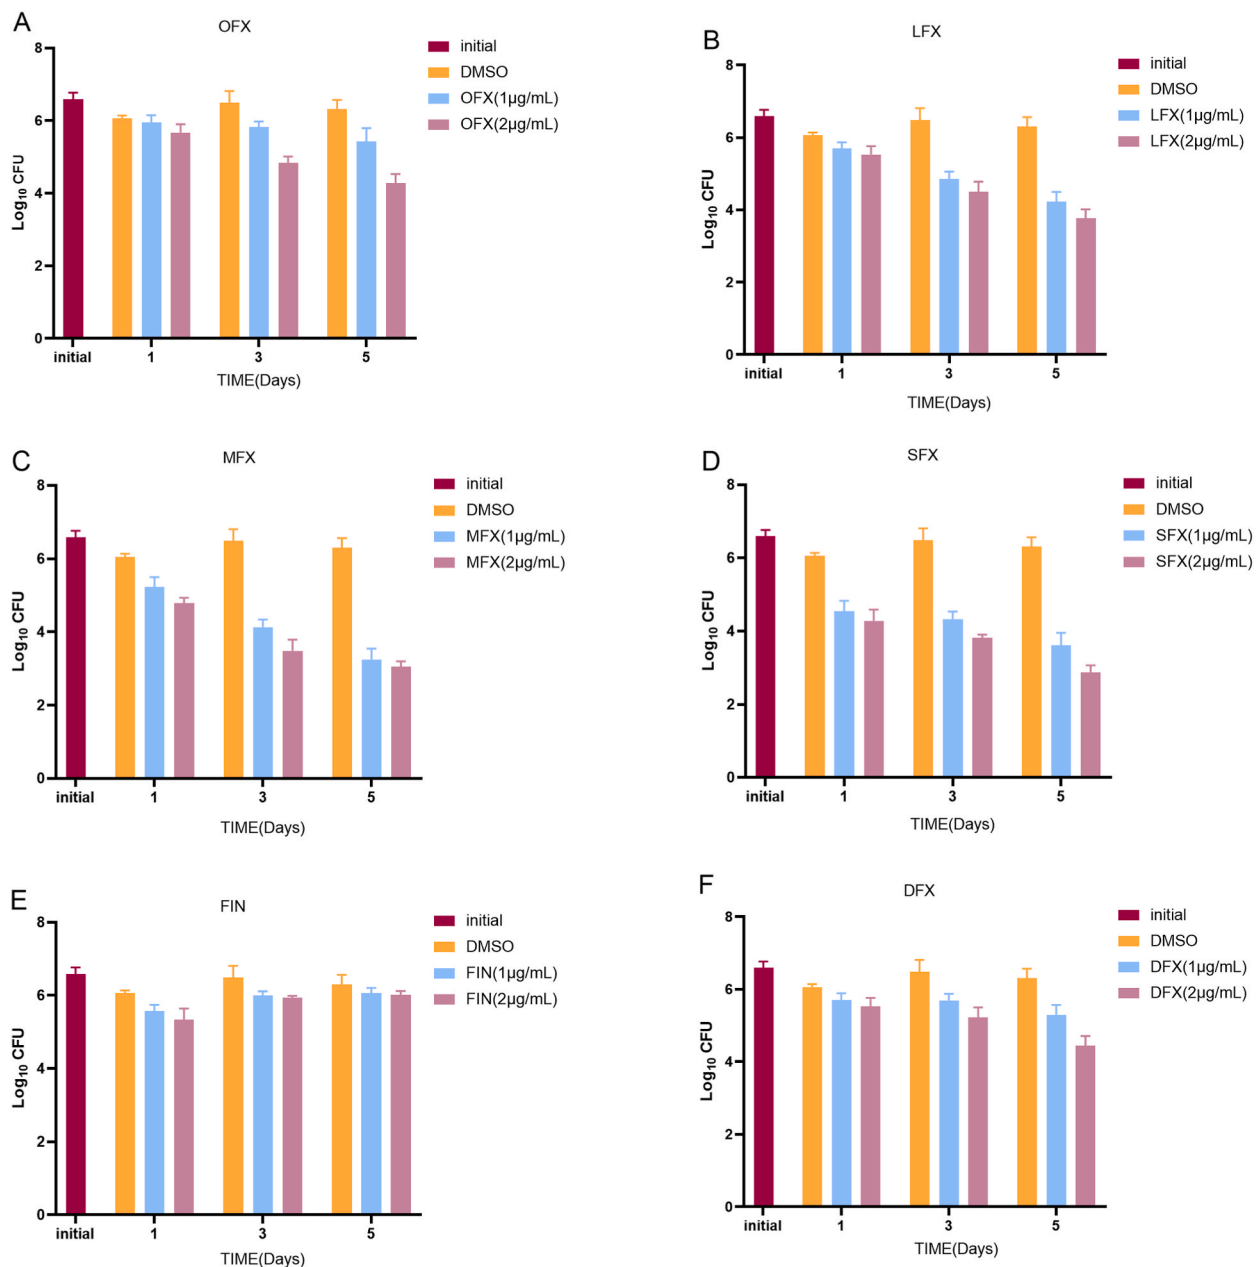 A
OFX
8
6
4
2
0
Log10 CFU
initial
1
3
5
TIME(Days)
initial
DMSO
OFX(1μg/mL)
OFX(2μg/mL)
B
LFX
8
6
4
2
0
Log10 CFU
initial
1
3
5
TIME(Days)
initial
DMSO
LFX(1μg/mL)
LFX(2μg/mL)
C
MFX
8
6
4
2
0
Log10 CFU
initial
1
3
5
TIME(Days)
initial
DMSO
MFX(1μg/mL)
MFX(2μg/mL)
D
SFX
8
6
4
2
0
Log10 CFU
initial
1
3
5
TIME(Days)
initial
DMSO
SFX(1μg/mL)
SFX(2μg/mL)
E
FIN
8
6
4
2
0
Log10 CFU
initial
1
3
5
TIME(Days)
initial
DMSO
FIN(1μg/mL)
FIN(2μg/mL)
F
DFX
8
6
4
2
0
Log10 CFU
initial
1
3
5
TIME(Days)
initial
DMSO
DFX(1μg/mL)
DFX(2μg/mL)